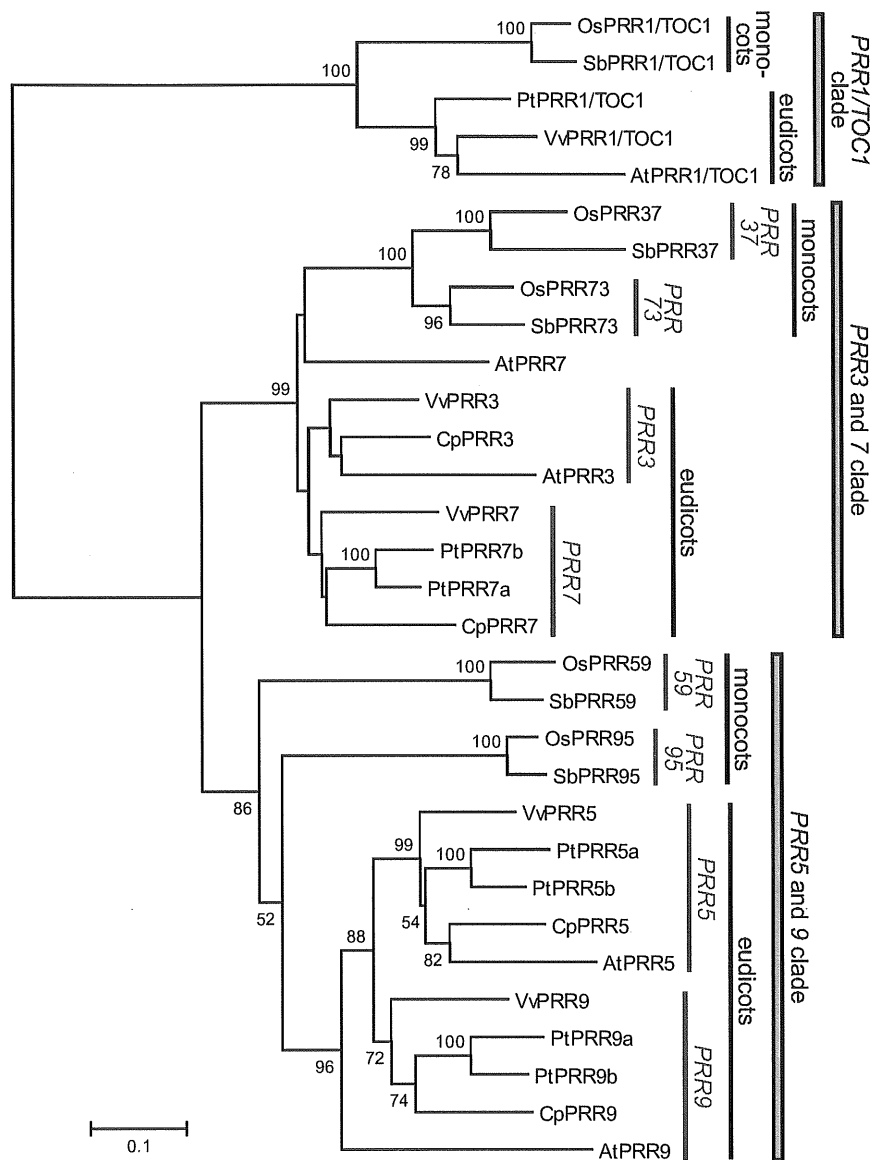 100
OsPRR1/TOC1
SbPRR1/TOC1
mono-
cots
100
PtPRR1/TOC1
99
VvPRR1/TOC1
78
AtPRR1/TOC1
eudicots
PRR1/TOC1
clade
100
OsPRR37
SbPRR37
PRR
37
100
OsPRR73
96
SbPRR73
PRR
73
monocots
AtPRR7
99
VvPRR3
CpPRR3
AtPRR3
PRR3
VvPRR7
100
PtPRR7b
PtPRR7a
CpPRR7
PRR7
eudicots
PRR3 and 7 clade
100
OsPRR59
SbPRR59
PRR
59
100
OsPRR95
SbPRR95
PRR
95
monocots
86
52
VvPRR5
99
100
PtPRR5a
PtPRR5b
54
CpPRR5
82
AtPRR5
PRR5
88
VvPRR9
72
100
PtPRR9a
PtPRR9b
74
CpPRR9
96
AtPRR9
PRR9
eudicots
PRR5 and 9 clade
0.1